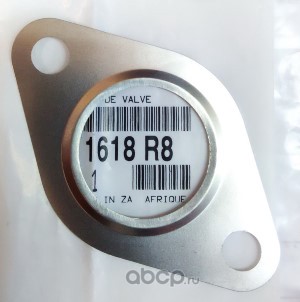 DE VALVE
1618 R8
1
IN ZA AFRIQUE
abcp.ru